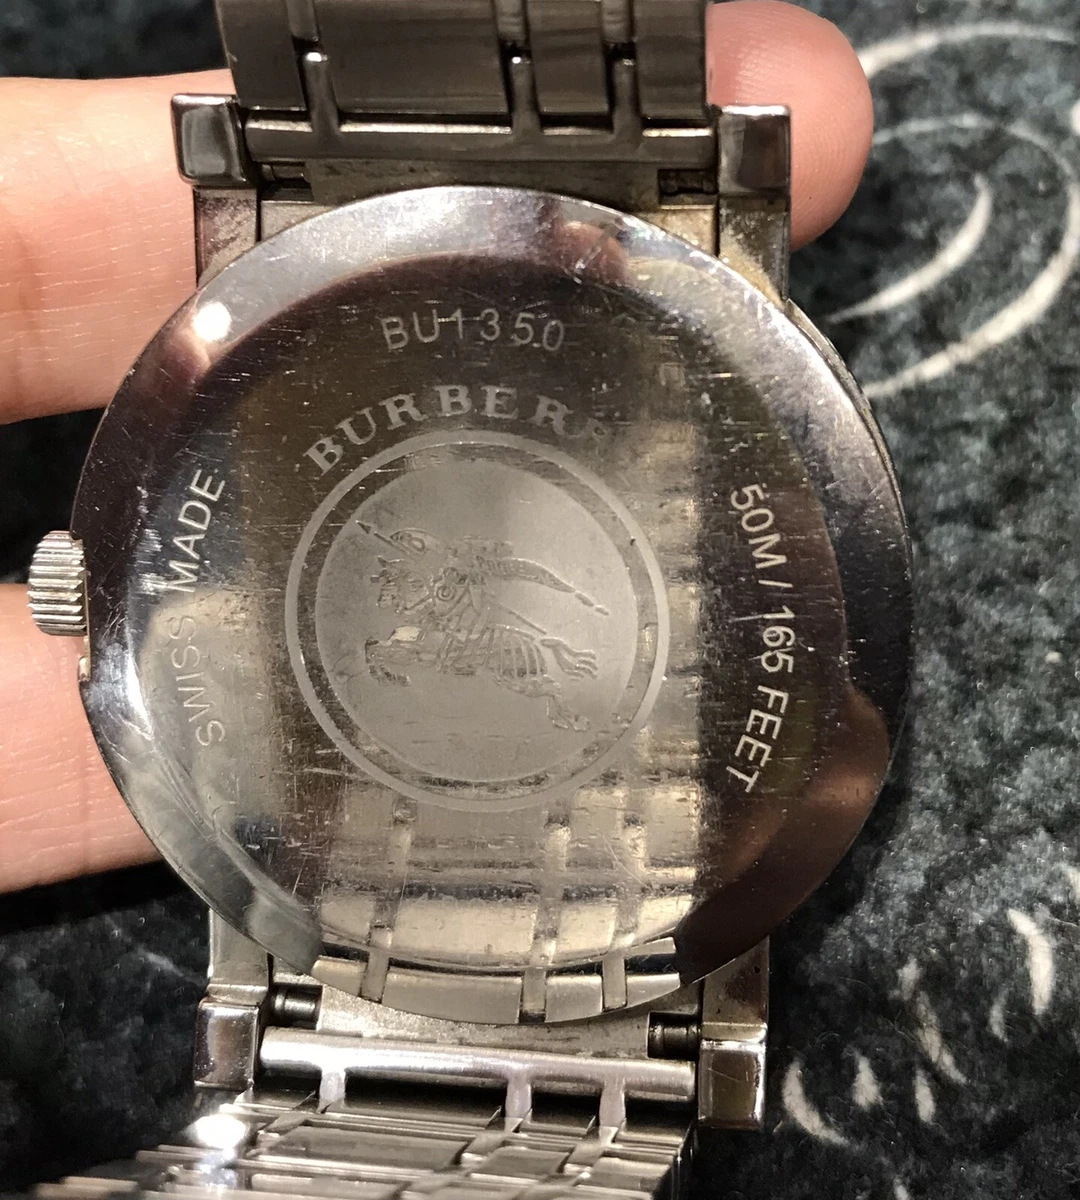 BU1350
BURBERR
SWISS MADE
50M / 165 FEET